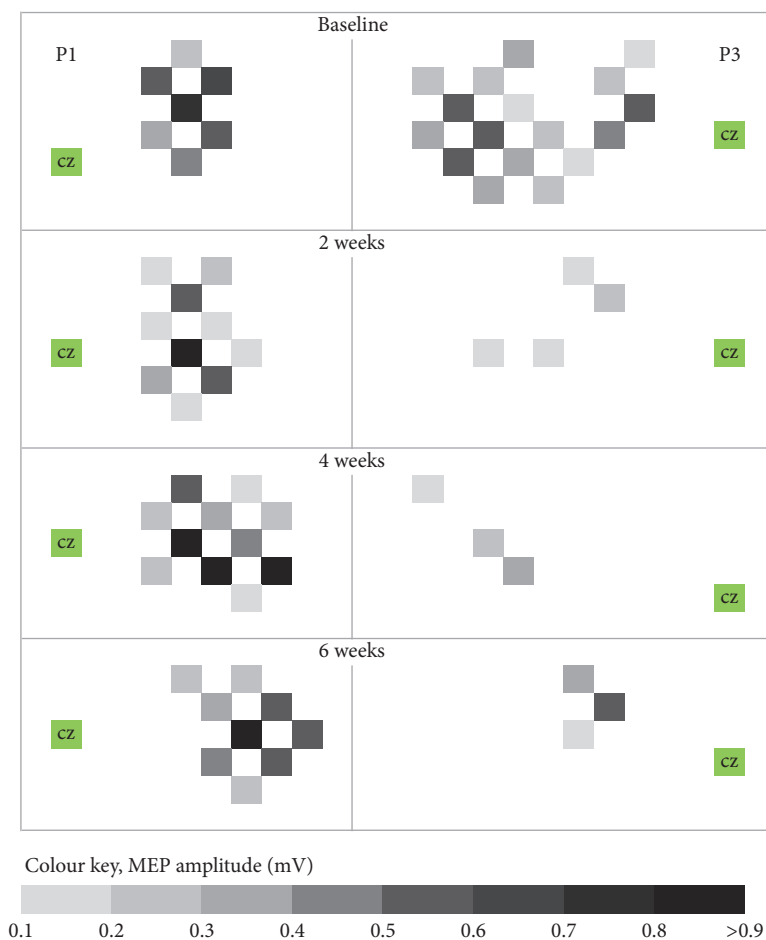 Baseline
P1
P3
cz
cz
2 weeks
cz
cz
4 weeks
cz
cz
6 weeks
cz
cz
Colour key, MEP amplitude (mV)
0.1 0.2 0.3 0.4 0.5 0.6 0.7 0.8 >0.9